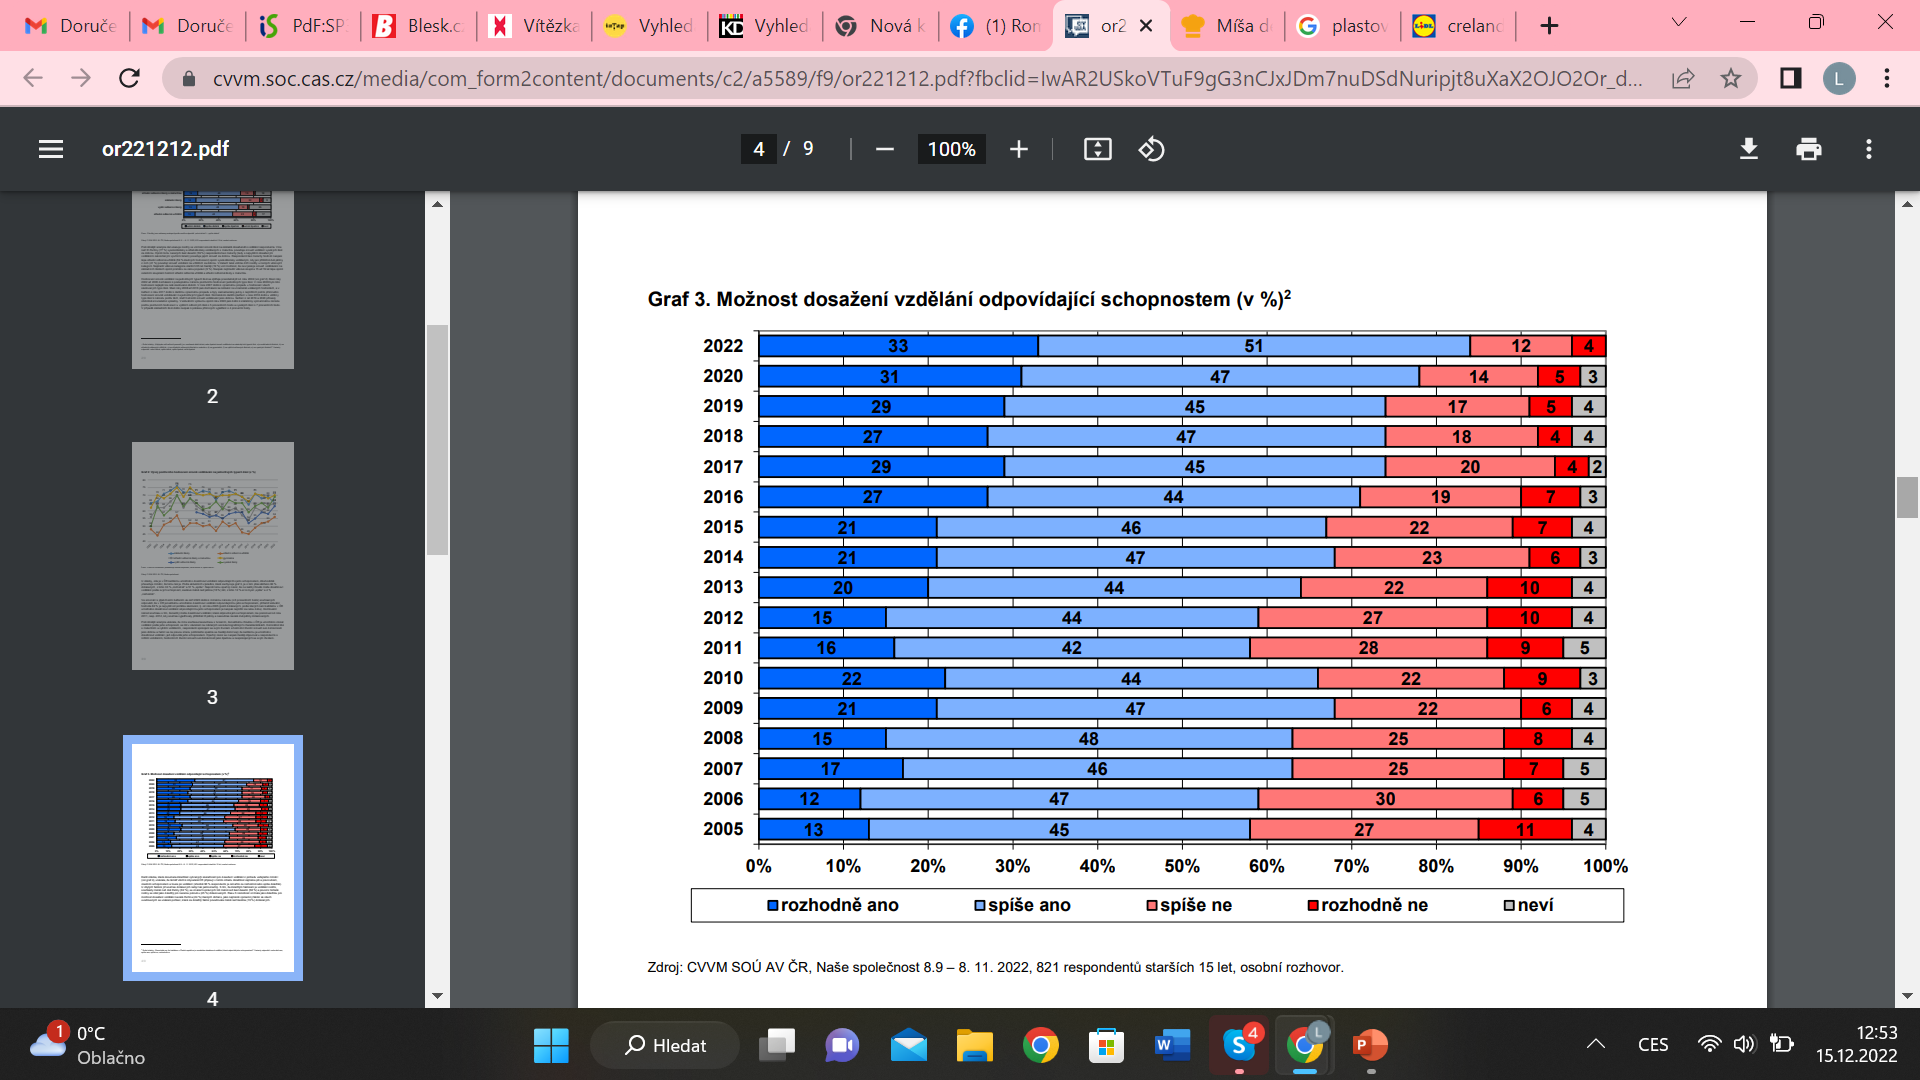 Doruče
Doruče
PdF:SP
Blesk.c
Vítězka
Vyhled
Vyhled
Nová k
(1) Ron
or2
Míša d
plastov
creland
cvvm.soc.cas.cz/media/com_form2content/documents/c2/a5589/f9/or221212.pdf?fbclid=IwAR2USkoVTuF9gG3nCJxJDm7nuDSdNuripjt8uXaX2OJO2Or_d...
L
or221212.pdf
4 / 9
100%
2
3
4
Graf 3. Možnost dosažení vzdělání odpovídající schopnostem (v %)2
2022 33 51 12 4
2020 31 47 14 5 3
2019 29 45 17 5 4
2018 27 47 18 4 4
2017 29 45 20 4 2
2016 27 44 19 7 3
2015 21 46 22 7 4
2014 21 47 23 6 3
2013 20 44 22 10 4
2012 15 44 27 10 4
2011 16 42 28 9 5
2010 22 44 22 9 3
2009 21 47 22 6 4
2008 15 48 25 8 4
2007 17 46 25 7 5
2006 12 47 30 6 5
2005 13 45 27 11 4
0% 10% 20% 30% 40% 50% 60% 70% 80% 90% 100%
rozhodně ano spíše ano spíše ne rozhodně ne neví
Zdroj: CVVM SOÚ AV ČR, Naše společnost 8.9 – 8. 11. 2022, 821 respondentů starších 15 let, osobní rozhovor.
1
0°C
Oblačno
Hledat
4
L
CES
12:53
15.12.2022